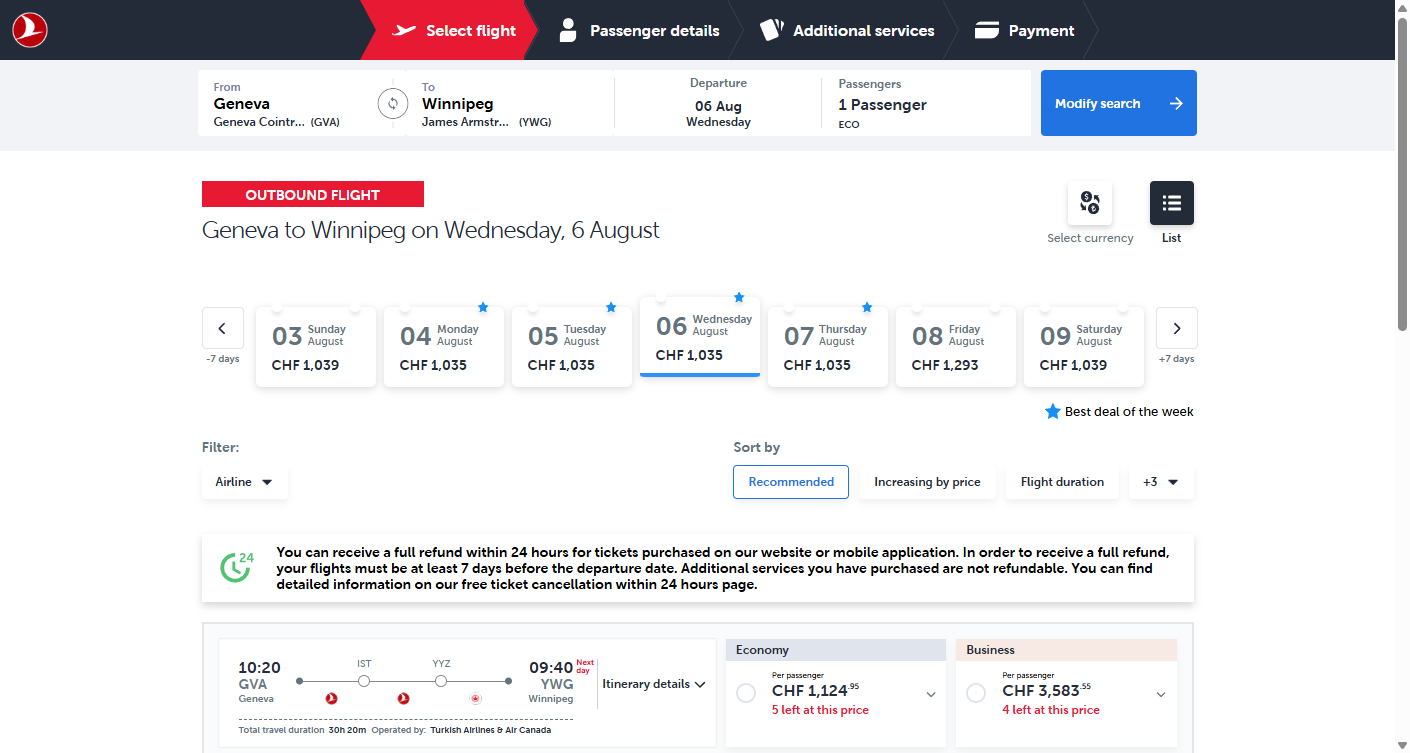 Select flight
Passenger details
Additional services
Payment
From
Geneva
Geneva Cointr... (GVA)
To
Winnipeg
James Armstr... (YWG)
Departure
06 Aug
Wednesday
Passengers
1 Passenger
ECO
Modify search
OUTBOUND FLIGHT
Geneva to Winnipeg on Wednesday, 6 August
Select currency
List
-7 days
03 Sunday August
CHF 1,039
04 Monday August
CHF 1,035
05 Tuesday August
CHF 1,035
06 Wednesday August
CHF 1,035
07 Thursday August
CHF 1,035
08 Friday August
CHF 1,293
09 Saturday August
CHF 1,039
+7 days
Best deal of the week
Filter:
Airline
Sort by
Recommended
Increasing by price
Flight duration
+3
24
You can receive a full refund within 24 hours for tickets purchased on our website or mobile application. In order to receive a full refund,
your flights must be at least 7 days before the departure date. Additional services you have purchased are not refundable. You can find
detailed information on our free ticket cancellation within 24 hours page.
10:20
GVA
Geneva
IST
YYZ
09:40 Next day
YWG
Winnipeg
Itinerary details
Total travel duration 30h 20m Operated by: Turkish Airlines & Air Canada
Economy
Per passenger
CHF 1,124.95
5 left at this price
Business
Per passenger
CHF 3,583.55
4 left at this price